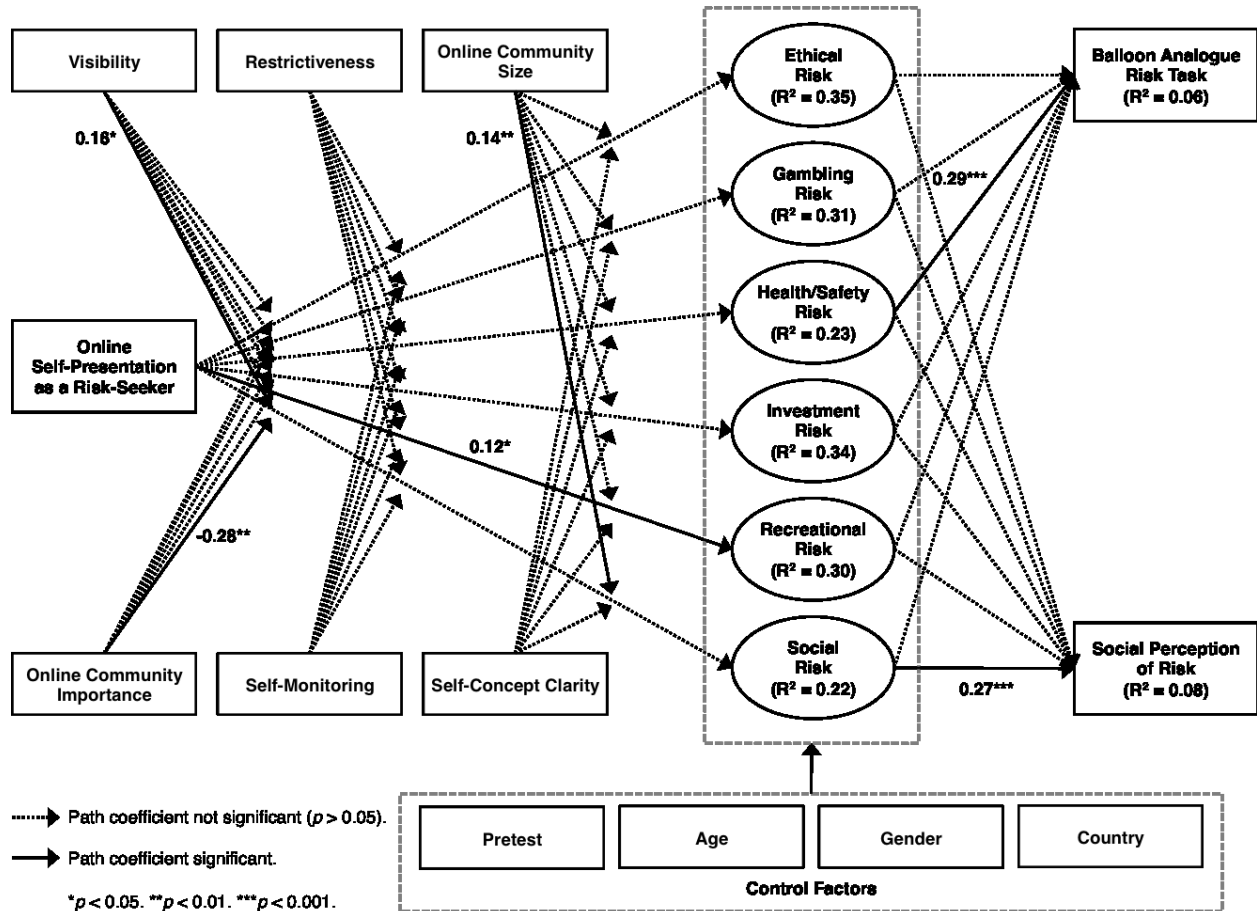 Visibility
Restrictiveness
Online Community
Size
Ethical
Risk
(R² = 0.35)
Balloon Analogue
Risk Task
(R² = 0.06)
0.16*
0.14**
Gambling
Risk
(R² = 0.31)
0.29***
Health/Safety
Risk
(R² = 0.23)
Online
Self-Presentation
as a Risk-Seeker
Investment
Risk
(R² = 0.34)
0.12*
Recreational
Risk
(R² = 0.30)
-0.28**
Online Community
Importance
Self-Monitoring
Self-Concept Clarity
Social
Risk
(R² = 0.22)
0.27***
Social Perception
of Risk
(R² = 0.08)
Path coefficient not significant (p > 0.05).
Path coefficient significant.
*p < 0.05. **p < 0.01. ***p < 0.001.
Pretest
Age
Gender
Country
Control Factors